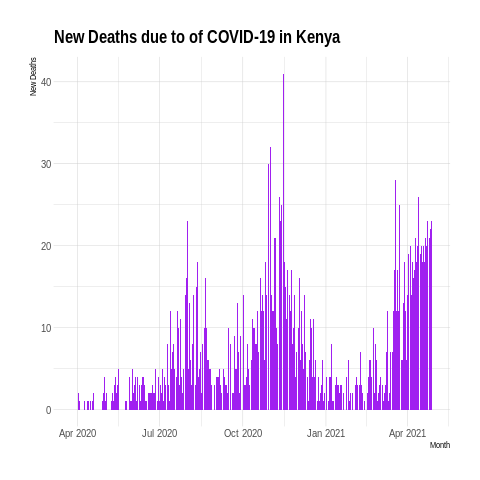 New Deaths due to of COVID-19 in Kenya
New Deaths
40
30
20
10
0
Apr 2020 Jul 2020 Oct 2020 Jan 2021 Apr 2021
Month